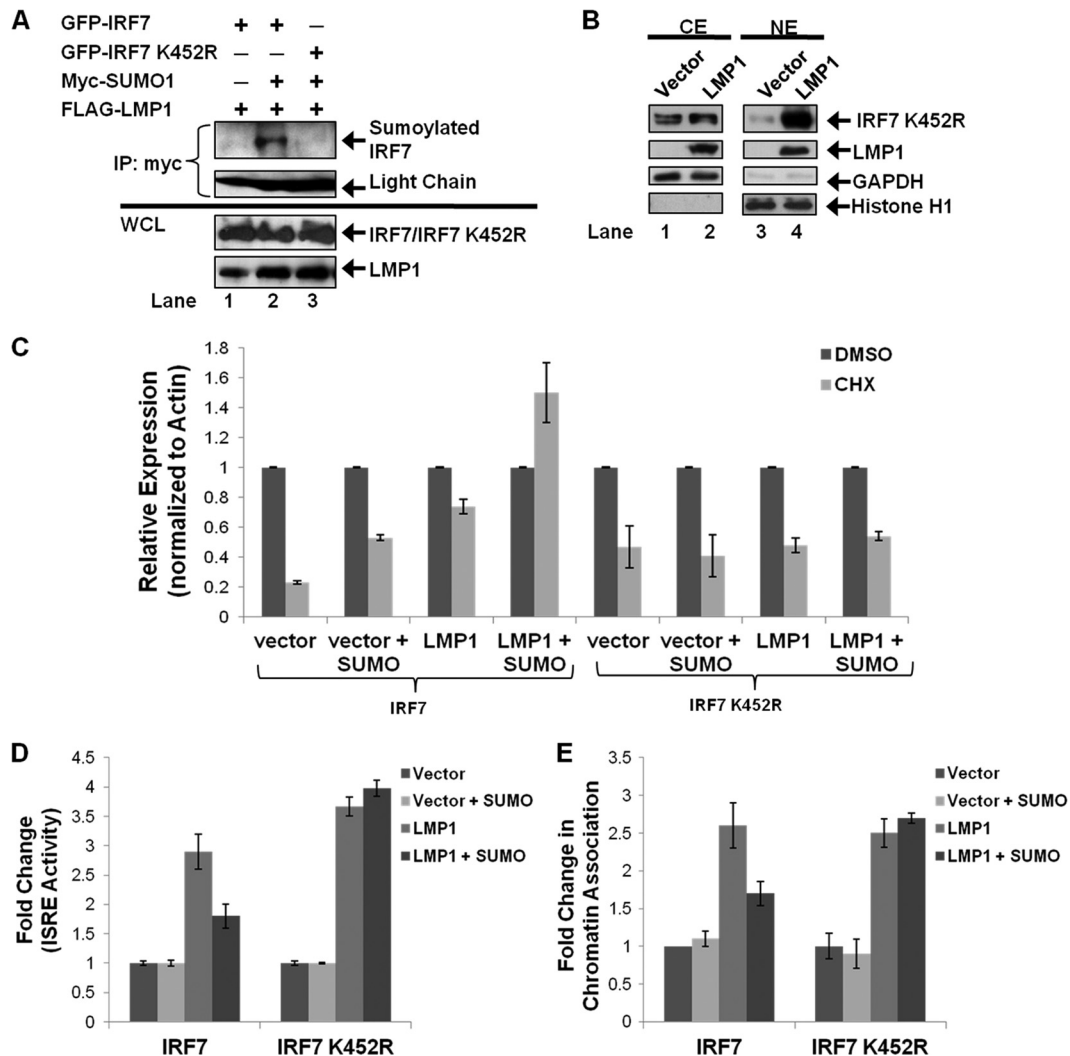 A
GFP-IRF7 + + –
GFP-IRF7 K452R – – +
Myc-SUMO1 – + +
FLAG-LMP1 + + +
IP: myc
Sumoylated
IRF7
Light Chain
WCL
IRF7/IRF7 K452R
LMP1
Lane 1 2 3
B
CE NE
Vector LMP1 Vector LMP1
IRF7 K452R
LMP1
GAPDH
Histone H1
Lane 1 2 3 4
C
Relative Expression
(normalized to Actin)
1.8
1.6
1.4
1.2
1
0.8
0.6
0.4
0.2
0
DMSO
CHX
vector vector + SUMO LMP1 LMP1 + SUMO vector vector + SUMO LMP1 LMP1 + SUMO
IRF7 IRF7 K452R
D
Fold Change
(ISRE Activity)
4.5
4
3.5
3
2.5
2
1.5
1
0.5
0
Vector
Vector + SUMO
LMP1
LMP1 + SUMO
IRF7 IRF7 K452R
E
Fold Change in
Chromatin Association
3.5
3
2.5
2
1.5
1
0.5
0
Vector
Vector + SUMO
LMP1
LMP1 + SUMO
IRF7 IRF7 K452R